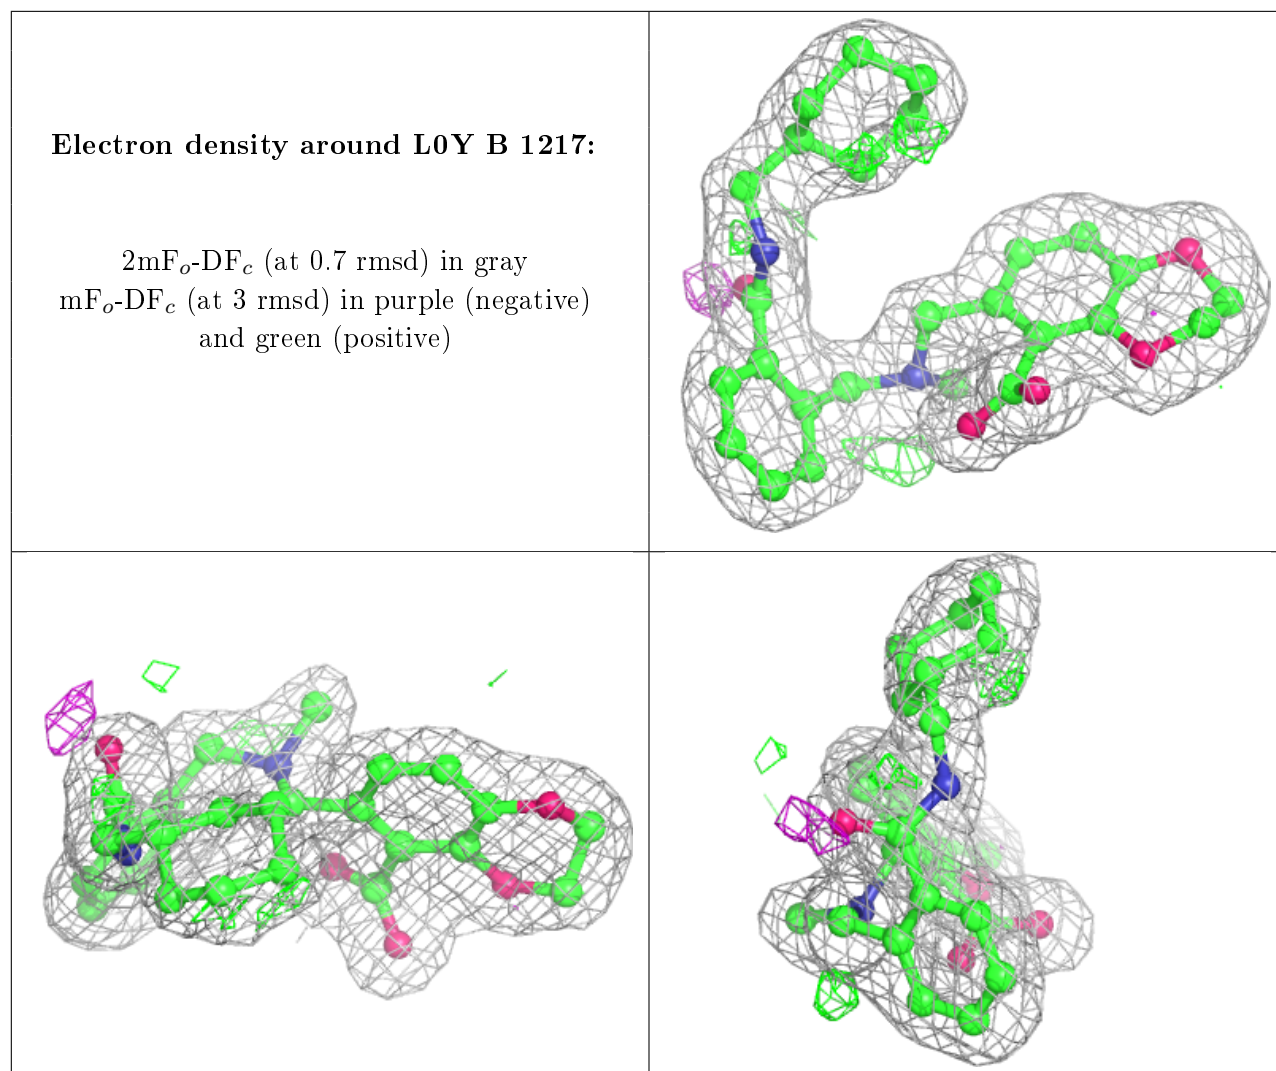 Electron density around L0Y B 1217:
2mFₒ-DF𝒸 (at 0.7 rmsd) in gray
mFₒ-DF𝒸 (at 3 rmsd) in purple (negative)
and green (positive)